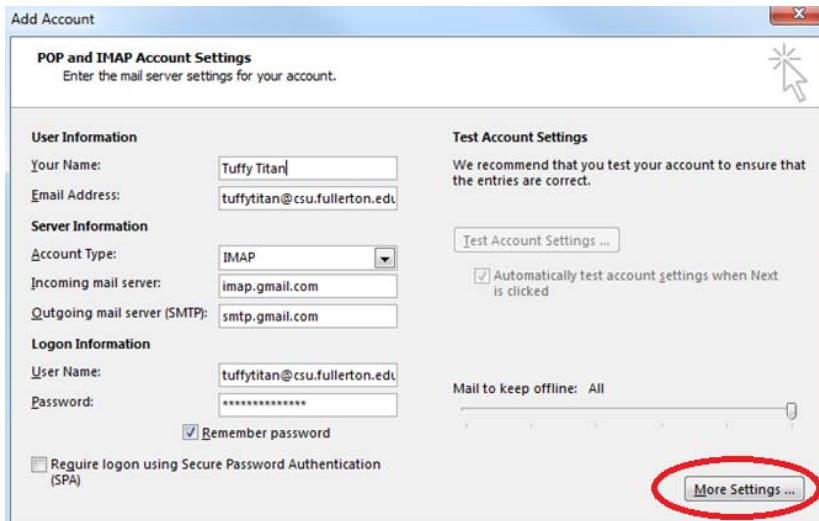 Add Account
POP and IMAP Account Settings
Enter the mail server settings for your account.
User Information
Your Name: Tuffy Titan
Email Address: tuffytitan@csu.fullerton.edu
Server Information
Account Type: IMAP
Incoming mail server: imap.gmail.com
Outgoing mail server (SMTP): smtp.gmail.com
Logon Information
User Name: tuffytitan@csu.fullerton.edu
Password: **************
Remember password
Require logon using Secure Password Authentication
(SPA)
Test Account Settings
We recommend that you test your account to ensure that
the entries are correct.
Test Account Settings ...
Automatically test account settings when Next
is clicked
Mail to keep offline: All
More Settings ...